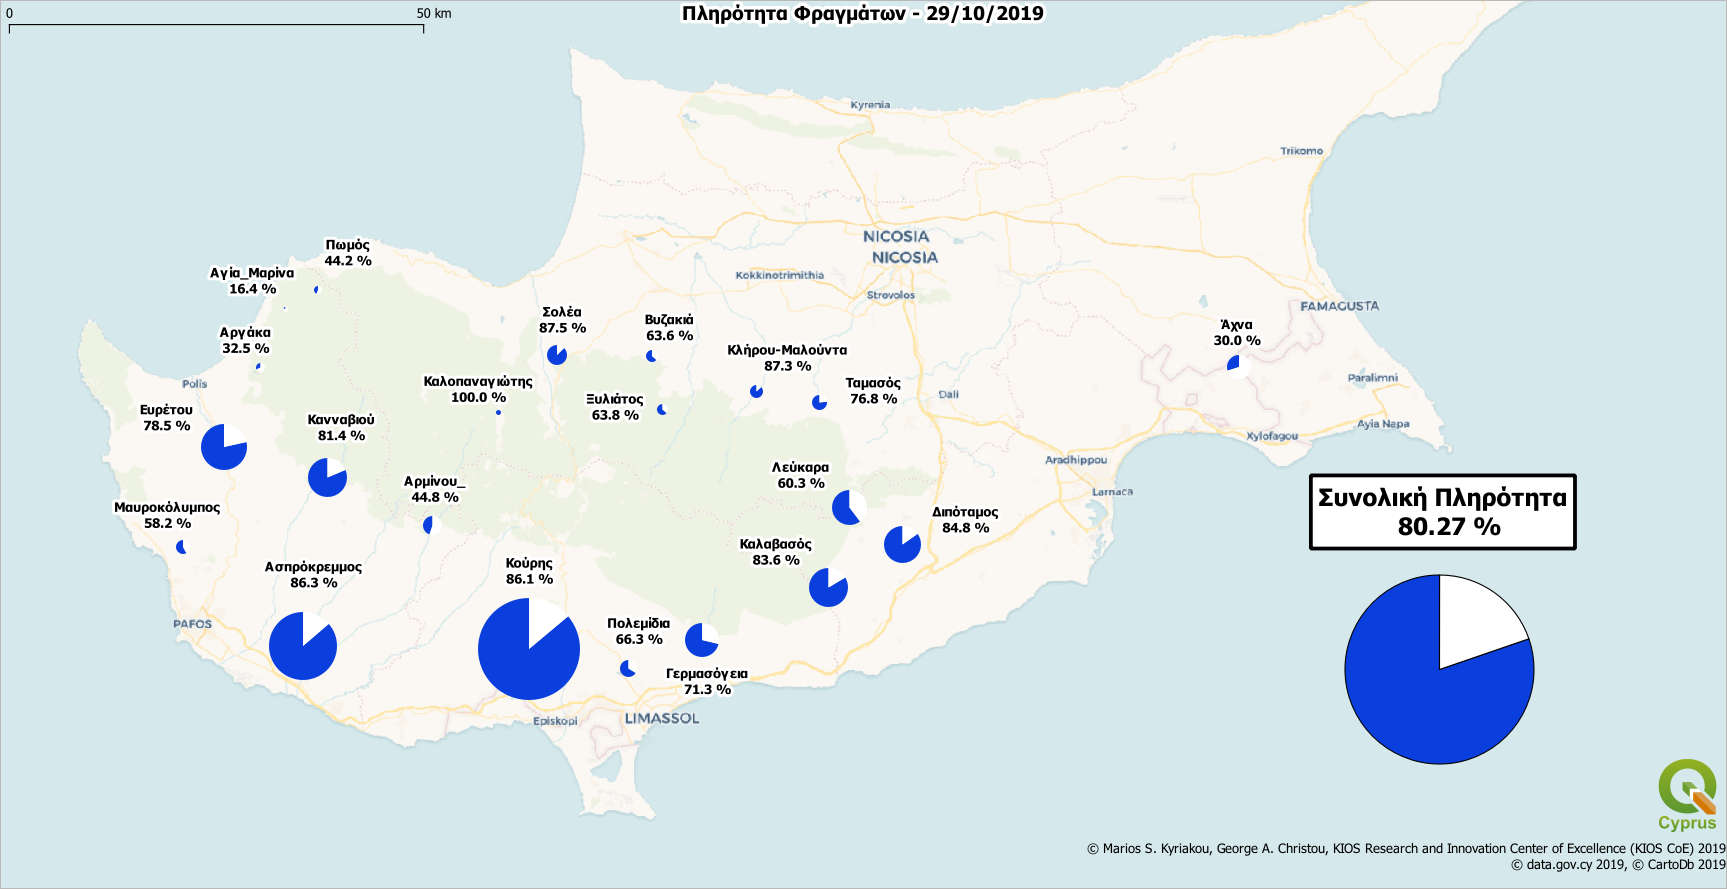 0
50 km
Πληρότητα Φραγμάτων - 29/10/2019
Kyrenia
Trikomo
NICOSIA
NICOSIA
Kokkinotrimithia
Strovolos
FAMAGUSTA
Πωμός
44.2 %
Αγία_Μαρίνα
16.4 %
Αργάκα
32.5 %
Polis
Σολέα
87.5 %
Βυζακιά
63.6 %
Κλήρου-Μαλούντα
87.3 %
Άχνα
30.0 %
Καλοπαναγιώτης
100.0 %
Ξυλιάτος
63.8 %
Ταμασός
76.8 %
Dali
Paralimni
Ευρέτου
78.5 %
Κανναβιού
81.4 %
Xylofagou
Ayia Napa
Aradhippou
Larnaca
Λεύκαρα
60.3 %
Αρμίνου_
44.8 %
Μαυροκόλυμπος
58.2 %
Διπόταμος
84.8 %
Καλαβασός
83.6 %
Συνολική Πληρότητα
80.27 %
Ασπρόκρεμμος
86.3 %
Κούρης
86.1 %
PAFOS
Πολεμίδια
66.3 %
Γερμασόγεια
71.3 %
Episkopi
LIMASSOL
Cyprus
© Marios S. Kyriakou, George A. Christou, KIOS Research and Innovation Center of Excellence (KIOS CoE) 2019
© data.gov.cy 2019, © CartoDb 2019